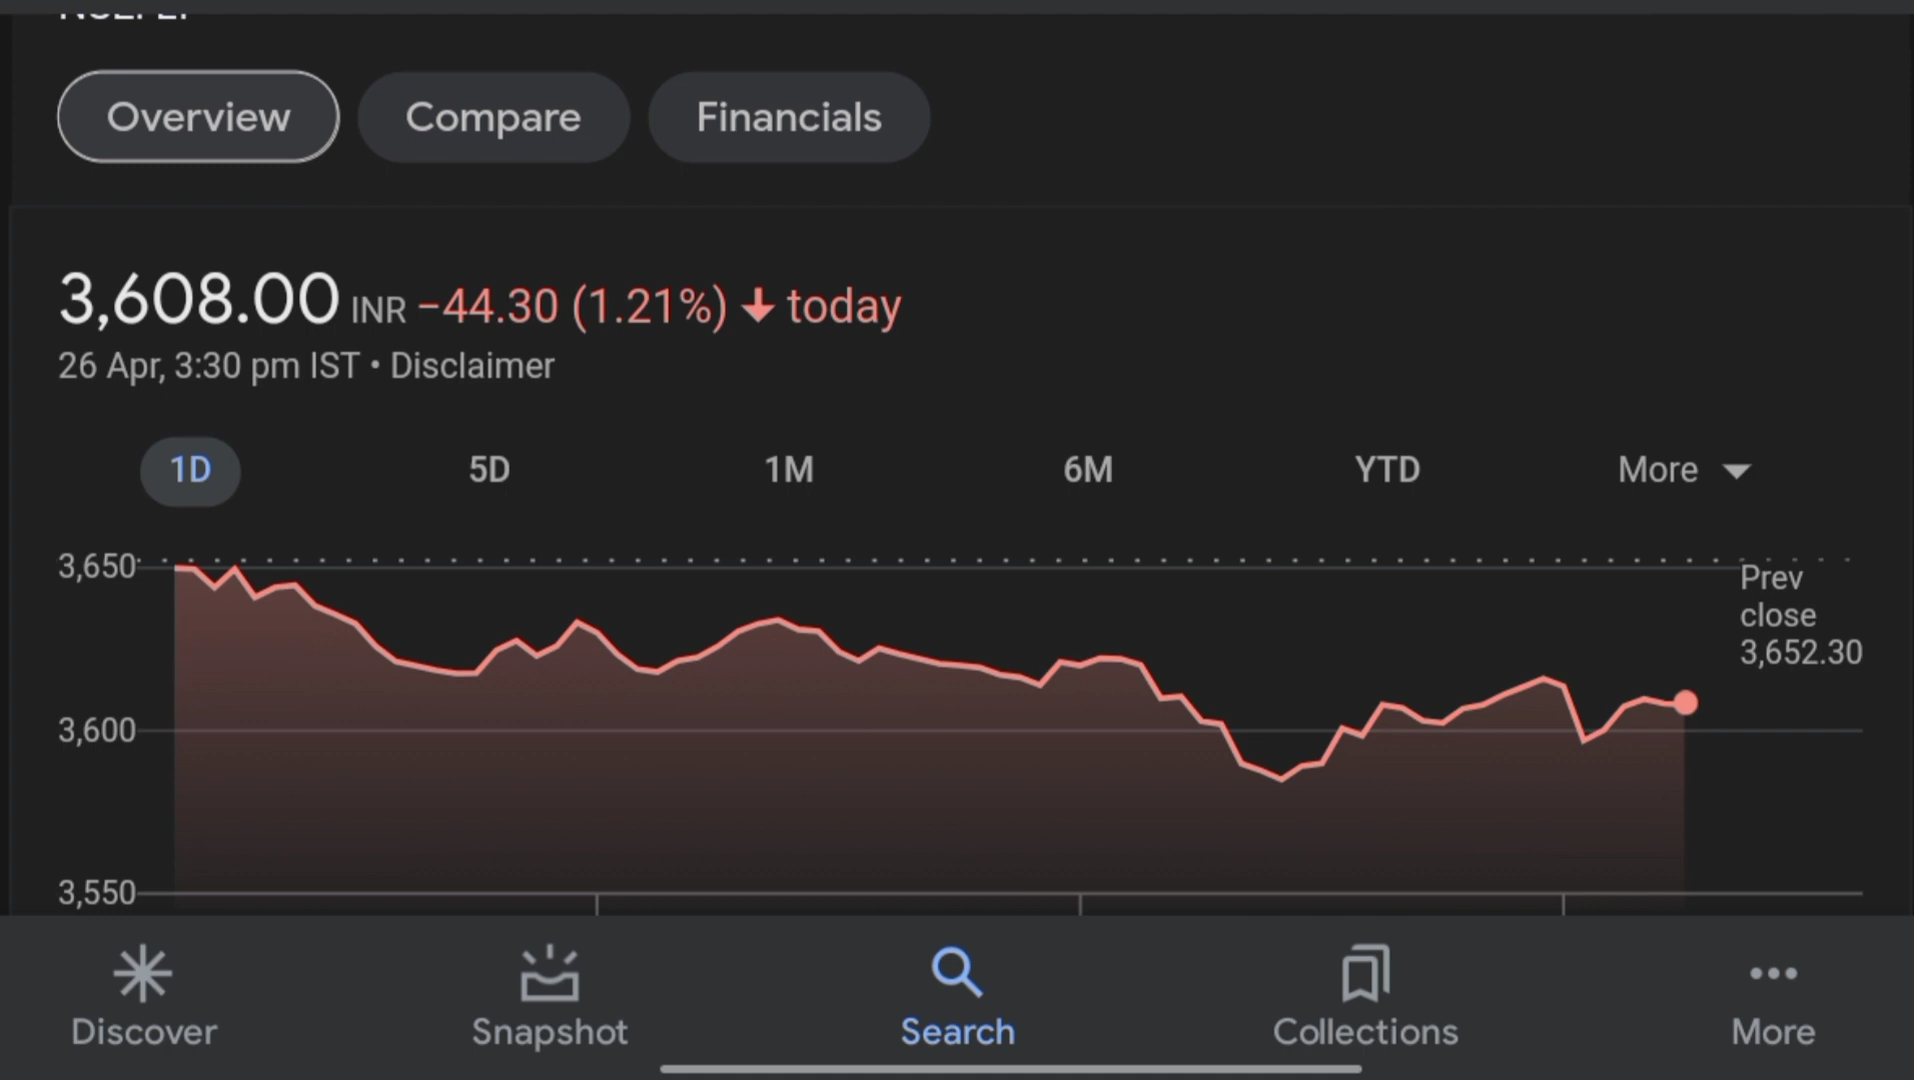 Overview Compare Financials
3,608.00 INR −44.30 (1.21%) ↓ today
26 Apr, 3:30 pm IST • Disclaimer
1D 5D 1M 6M YTD More
3,650
Prev
close
3,652.30
3,600
3,550
Discover Snapshot Search Collections More